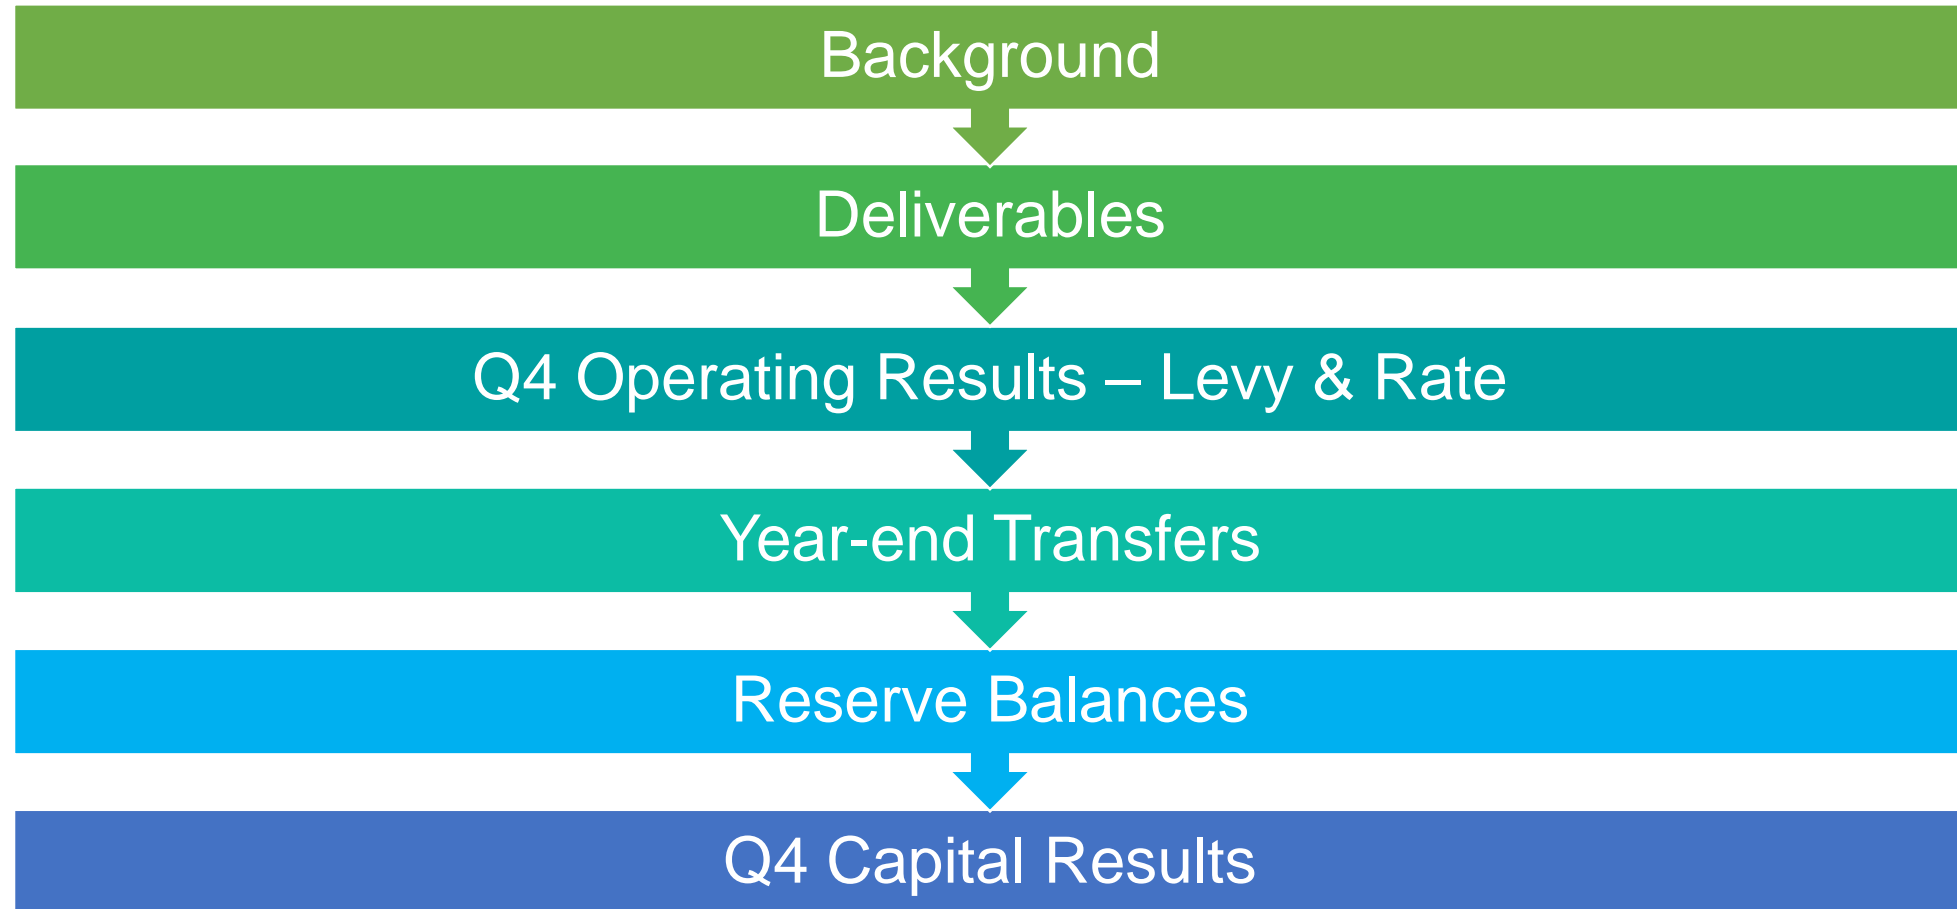 Background
Deliverables
Q4 Operating Results – Levy & Rate
Year-end Transfers
Reserve Balances
Q4 Capital Results